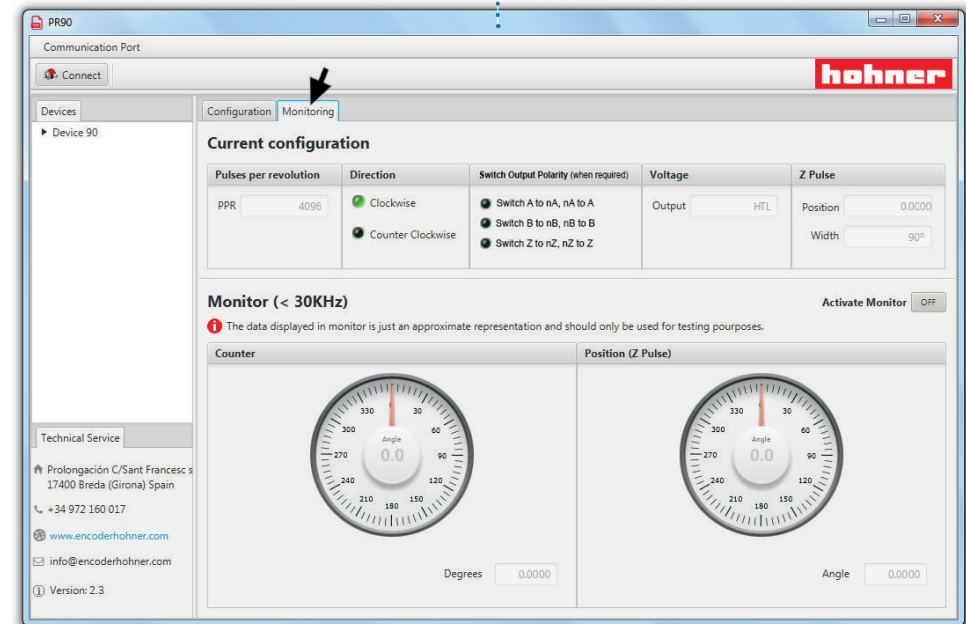 PR90
Communication Port
Connect
hohner
Devices
Device 90
Configuration Monitoring
Current configuration
Pulses per revolution
PPR 4096
Direction
Clockwise
Counter Clockwise
Switch Output Polarity (when required)
Switch A to nA, nA to A
Switch B to nB, nB to B
Switch Z to nZ, nZ to Z
Voltage
Output HTL
Z Pulse
Position 0.0000
Width 90º
Monitor (< 30KHz)
Activate Monitor OFF
The data displayed in monitor is just an approximate representation and should only be used for testing pourposes.
Counter
330 30
300 60
Angle
270 0.0 90
240 120
210 150
180
Degrees 0.0000
Position (Z Pulse)
330 30
300 60
Angle
270 0.0 90
240 120
210 150
180
Angle 0.0000
Technical Service
Prolongación C/Sant Francesc s
17400 Breda (Girona) Spain
+34 972 160 017
www.encoderhohner.com
info@encoderhohner.com
Version: 2.3